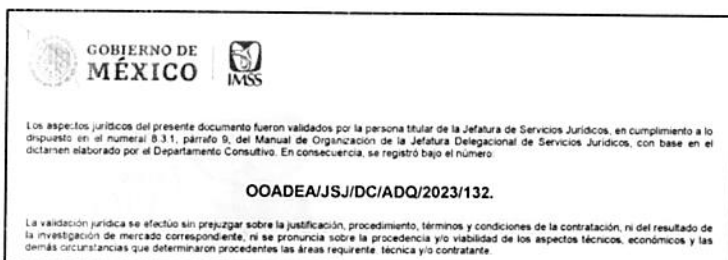 GOBIERNO DE
MÉXICO
IMSS
Los aspectos jurídicos del presente documento fueron validados por la persona titular de la Jefatura de Servicios Jurídicos, en cumplimiento a lo
dispuesto en el numeral 8.3.1, párrafo 9, del Manual de Organización de la Jefatura Delegacional de Servicios Jurídicos, con base en el
dictamen elaborado por el Departamento Consultivo. En consecuencia, se registró bajo el número:
OOADEA/JSJ/DC/ADQ/2023/132.
La validación jurídica se efectúo sin prejuzgar sobre la justificación, procedimiento, términos y condiciones de la contratación, ni del resultado de
la investigación de mercado correspondiente, ni se pronuncia sobre la procedencia y/o viabilidad de los aspectos técnicos, económicos y las
demás circunstancias que determinaron procedentes las áreas requirente, técnica y/o contratante.